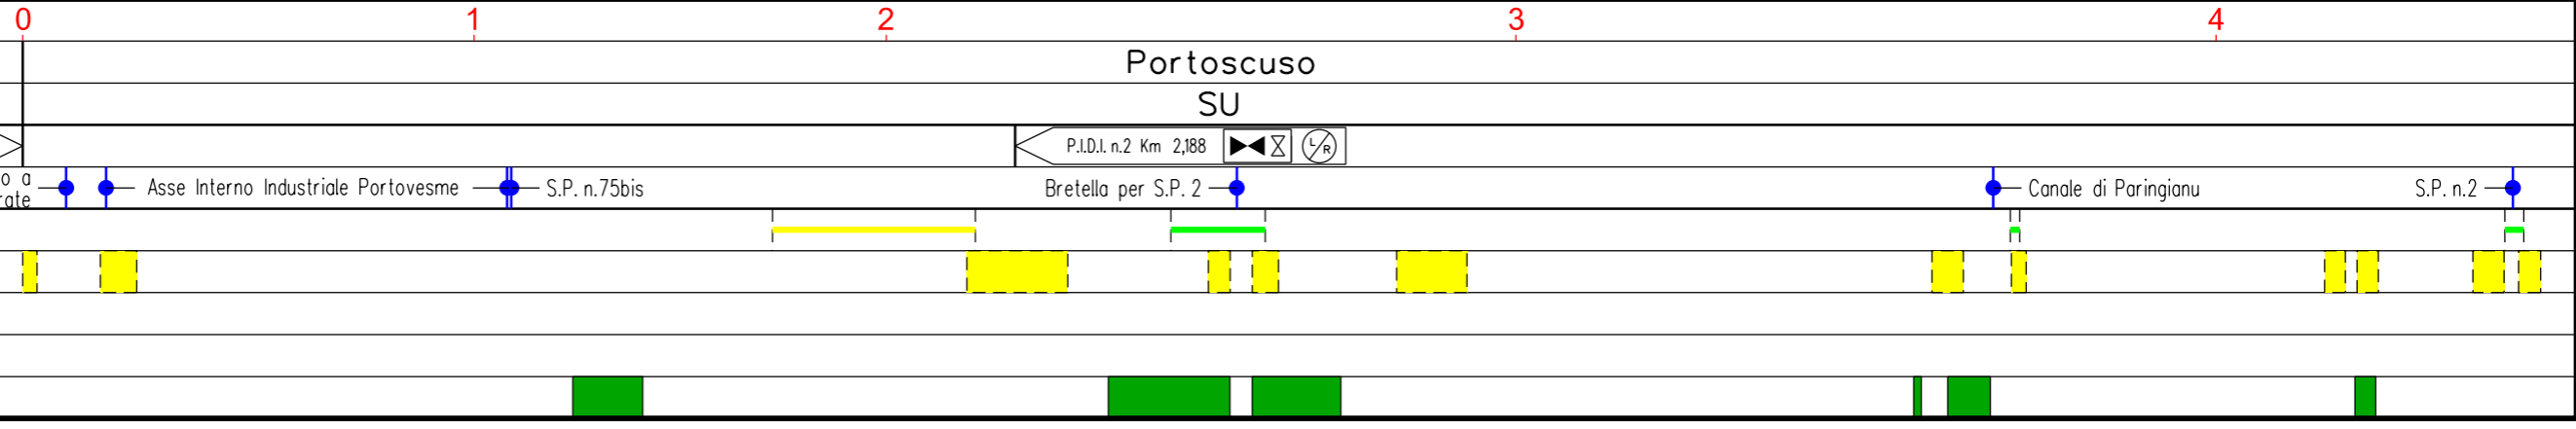 0 1 2 3 4
Portoscuso
SU
P.I.D.I. n.2 Km 2,188 L/R
o a Asse Interno Industriale Portovesme S.P. n.75bis Bretella per S.P. 2 Canale di Paringianu S.P. n.2
rate